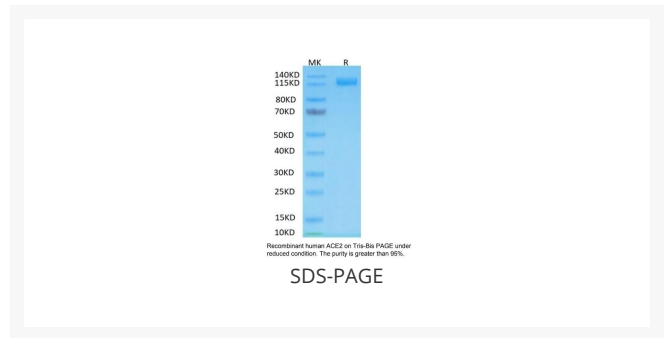 MK R
140KD
115KD
80KD
70KD
50KD
40KD
30KD
25KD
15KD
10KD
Recombinant human ACE2 on Tris-Bis PAGE under
reduced condition. The purity is greater than 95%.
SDS-PAGE